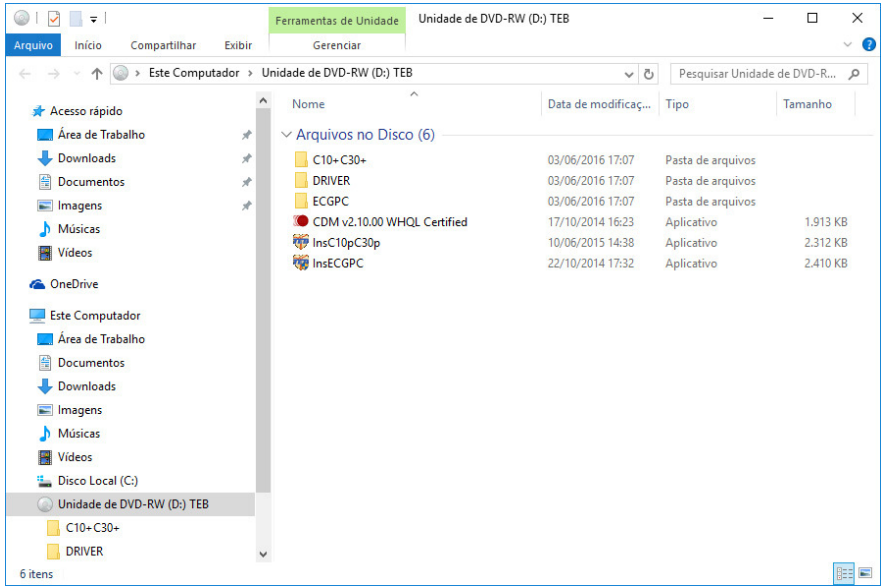 Ferramentas de Unidade Unidade de DVD-RW (D:) TEB
Arquivo Início Compartilhar Exibir Gerenciar
Este Computador Unidade de DVD-RW (D:) TEB Pesquisar Unidade de DVD-R...
Acesso rápido
Área de Trabalho
Downloads
Documentos
Imagens
Músicas
Vídeos
OneDrive
Este Computador
Área de Trabalho
Documentos
Downloads
Imagens
Músicas
Vídeos
Disco Local (C:)
Unidade de DVD-RW (D:) TEB
C10+C30+
DRIVER
Nome Data de modificaç... Tipo Tamanho
Arquivos no Disco (6)
C10+C30+ 03/06/2016 17:07 Pasta de arquivos
DRIVER 03/06/2016 17:07 Pasta de arquivos
ECGPC 03/06/2016 17:07 Pasta de arquivos
CDM v2.10.00 WHQL Certified 17/10/2014 16:23 Aplicativo 1.913 KB
InsC10pC30p 10/06/2015 14:38 Aplicativo 2.312 KB
InsECGPC 22/10/2014 17:32 Aplicativo 2.410 KB
6 itens